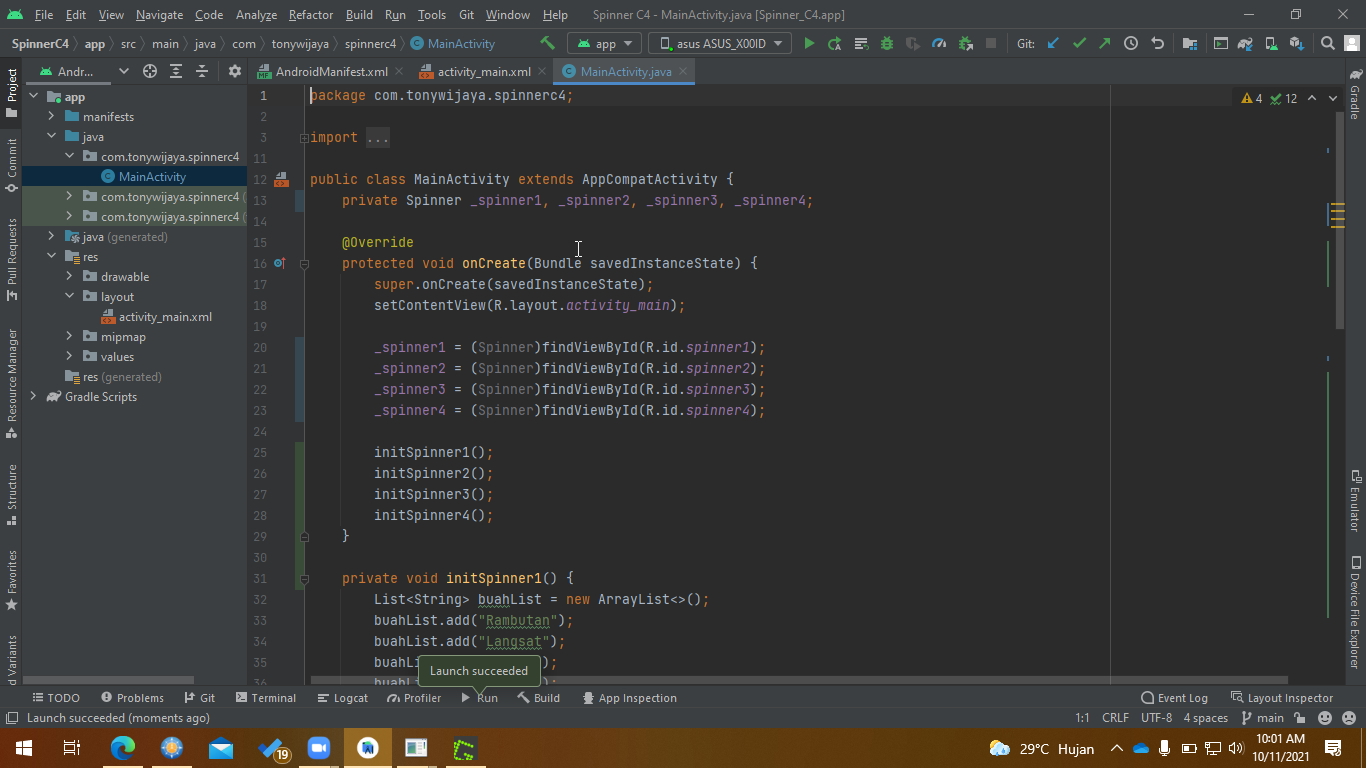 File Edit View Navigate Code Analyze Refactor Build Run Tools Git Window Help Spinner C4 - MainActivity.java [Spinner_C4.app]
SpinnerC4 app src main java com tonywijaya spinnerc4 MainActivity app asus ASUS_X00ID Git:
Project
Andr...
AndroidManifest.xml activity_main.xml MainActivity.java
Gradle
app
manifests
java
com.tonywijaya.spinnerc4
MainActivity
com.tonywijaya.spinnerc4
com.tonywijaya.spinnerc4
java (generated)
res
drawable
layout
activity_main.xml
mipmap
values
res (generated)
Gradle Scripts
Commit
Pull Requests
Resource Manager
Structure
Favorites
d Variants
4 12
1 package com.tonywijaya.spinnerc4;
2
3 import ...
11
12 public class MainActivity extends AppCompatActivity {
13 private Spinner _spinner1, _spinner2, _spinner3, _spinner4;
14
15 @Override
16 protected void onCreate(Bundle savedInstanceState) {
17 super.onCreate(savedInstanceState);
18 setContentView(R.layout.activity_main);
19
20 _spinner1 = (Spinner)findViewById(R.id.spinner1);
21 _spinner2 = (Spinner)findViewById(R.id.spinner2);
22 _spinner3 = (Spinner)findViewById(R.id.spinner3);
23 _spinner4 = (Spinner)findViewById(R.id.spinner4);
24
25 initSpinner1();
26 initSpinner2();
27 initSpinner3();
28 initSpinner4();
29 }
30
31 private void initSpinner1() {
32 List<String> buahList = new ArrayList<>();
33 buahList.add("Rambutan");
34 buahList.add("Langsat");
35 buahLi );
36
Launch succeeded
Emulator
Device File Explorer
TODO Problems Git Terminal Logcat Profiler Run Build App Inspection Event Log Layout Inspector
Launch succeeded (moments ago) 1:1 CRLF UTF-8 4 spaces main
19
29°C Hujan
10:01 AM
10/11/2021